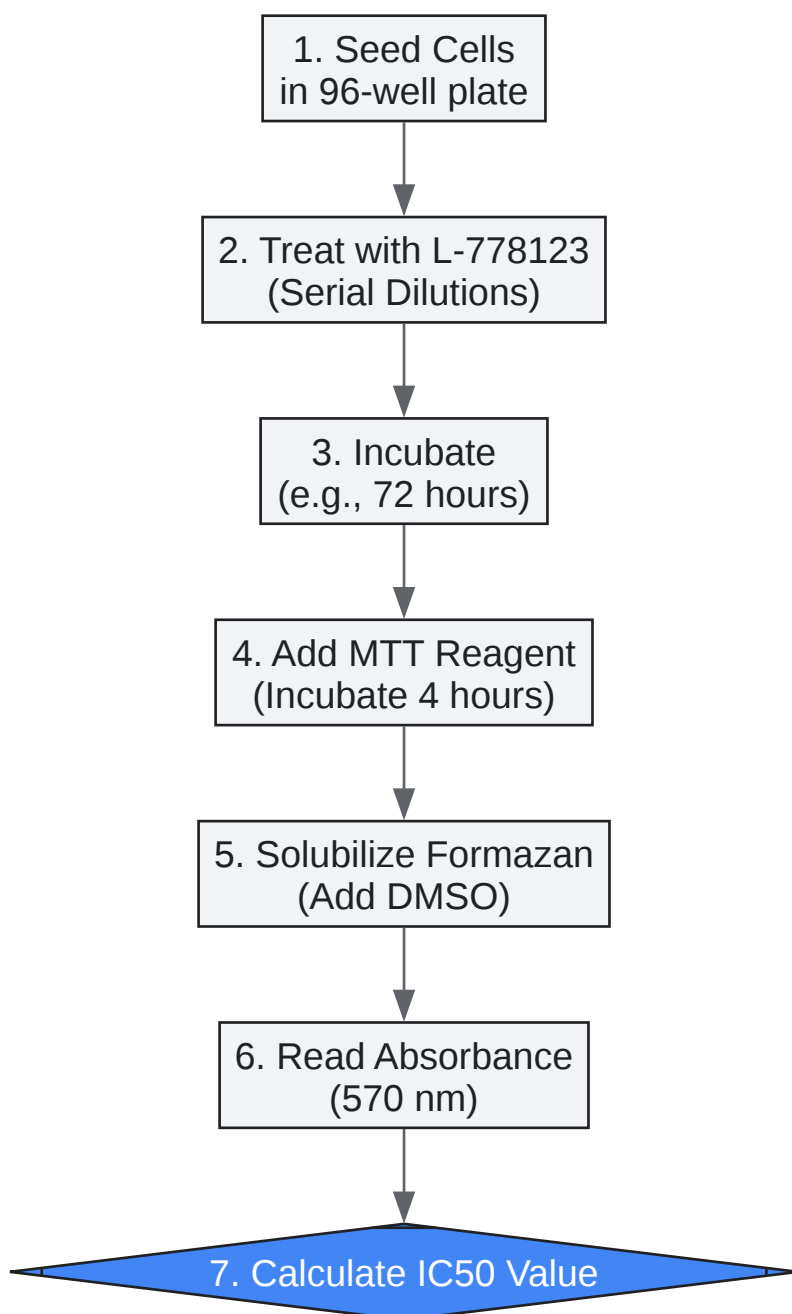 1. Seed Cells
in 96-well plate
2. Treat with L-778123
(Serial Dilutions)
3. Incubate
(e.g., 72 hours)
4. Add MTT Reagent
(Incubate 4 hours)
5. Solubilize Formazan
(Add DMSO)
6. Read Absorbance
(570 nm)
7. Calculate IC50 Value